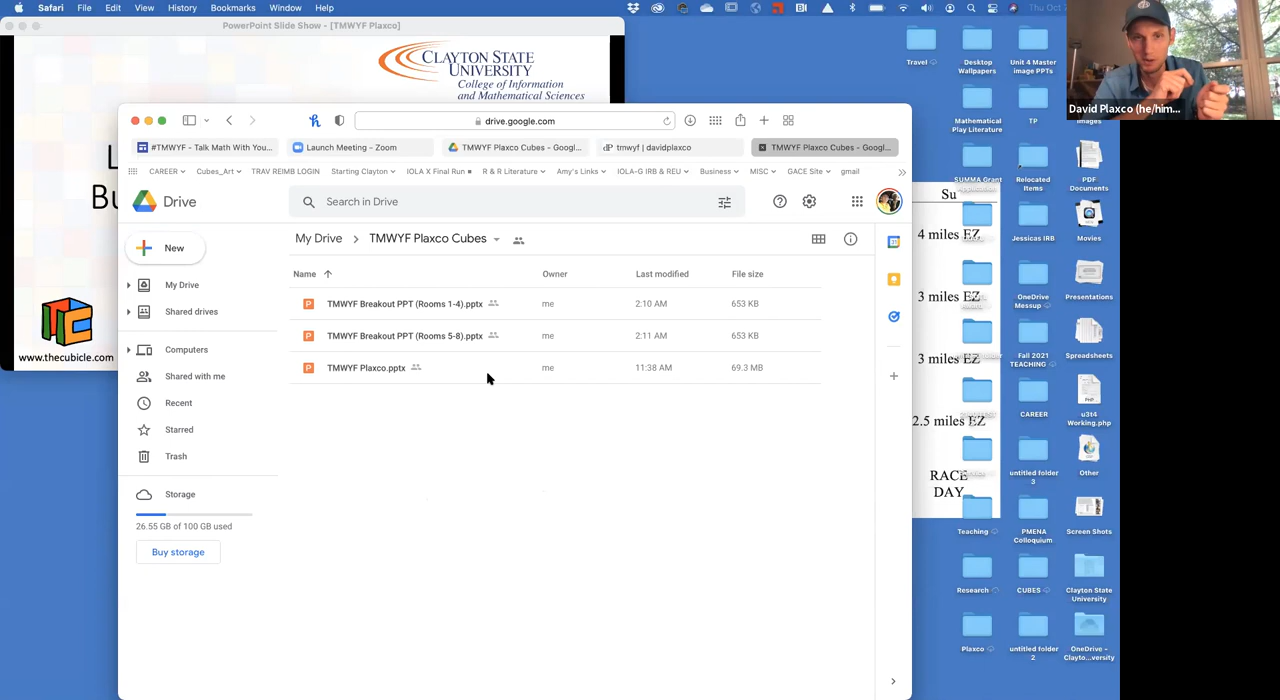 Safari File Edit View History Bookmarks Window Help
PowerPoint Slide Show - [TMWY Plaxco]
CLAYTON STATE
UNIVERSITY
College of Information
and Mathematical Sciences
L
Bu
www.thecubicle.com
drive.google.com
#TMWYF - Talk Math With You...
Launch Meeting - Zoom
TMWYF Plaxco Cubes - Googl...
tmwyf | davidplaxco
TMWYF Plaxco Cubes - Googl...
CAREER Cubes_Art TRAV REIMB LOGIN Starting Clayton IOLA X Final Run R & R Literature Amy's Links IOLA-G IRB & REU Business MISC GACE Site gmail
Drive
Search in Drive
New
My Drive > TMWYF Plaxco Cubes
My Drive
Shared drives
Computers
Shared with me
Recent
Starred
Trash
Storage
26.55 GB of 100 GB used
Buy storage
Name Owner Last modified File size
TMWYF Breakout PPT (Rooms 1-4).pptx me 2:10 AM 653 KB
TMWYF Breakout PPT (Rooms 5-8).pptx me 2:11 AM 653 KB
TMWYF Plaxco.pptx me 11:38 AM 69.3 MB
Su
4 miles EZ
3 miles EZ
3 miles EZ
2.5 miles EZ
RACE
DAY
Travel
Desktop
Wallpapers
Unit 4 Master
image PPTs
Mathematical
Play Literature
TP
Images
SUMMA Grant
Application
Relocated
Items
PDF
Documents
Jessicas IRB
Movies
OneDrive
Messup
Presentations
Fall 2021
TEACHING
Spreadsheets
CAREER
PHP
u3t4
Working.php
untitled folder
3
Other
Teaching
PMENA
Colloquium
Screen Shots
Research
CUBES
Clayton State
University
Plaxco
untitled folder
2
OneDrive -
Clayto...versity
Thu Oct 7
David Plaxco (he/him...